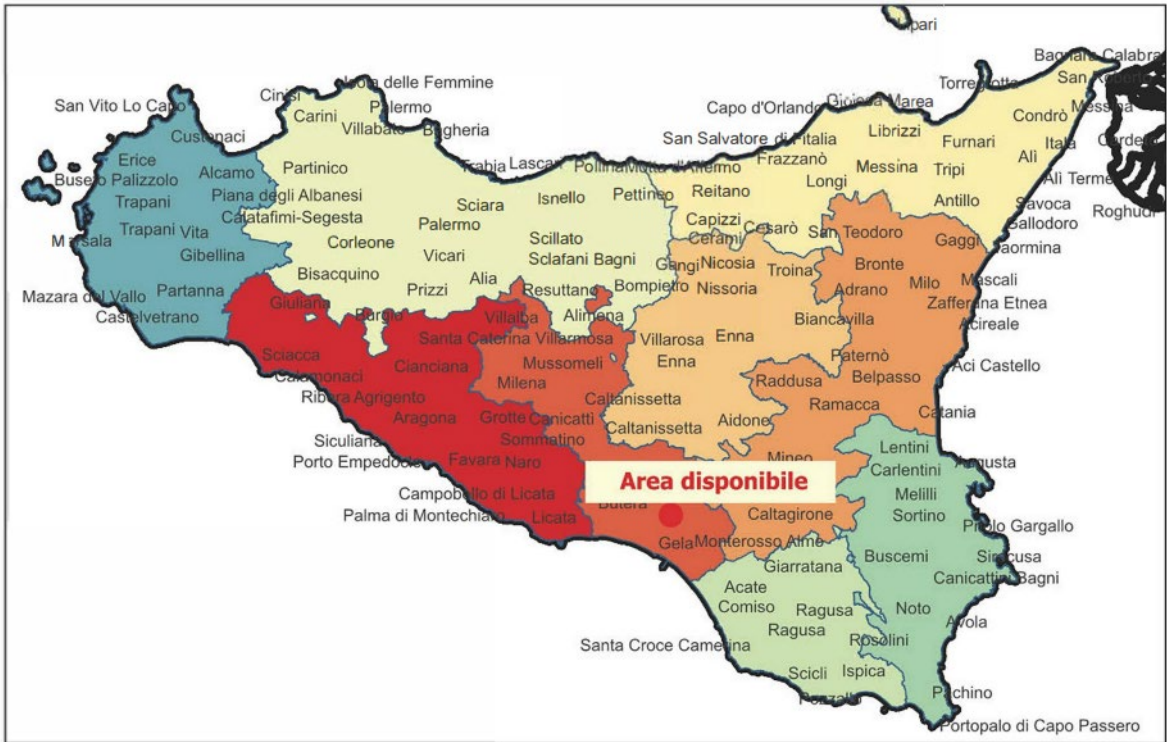 Lipari
Bagnara Calabra
Torregrotta
San Roberto
Isola delle Femmine
Cinisi
San Vito Lo Capo
Palermo
Capo d'Orlando
Gioiosa Marea
Messina
Carini
Condrò
Villabate
Bagheria
Librizzi
Custonaci
San Salvatore di Fitalia
Furnari
Itala
Cardeto
Erice
Partinico
Trabia
Lascari
Pollina
Motta d'Affermo
Frazzanò
Alì
Alcamo
Messina
Tripi
Buseto Palizzolo
Longi
Alì Terme
Piana degli Albanesi
Isnello
Pettineo
Reitano
Trapani
Sciara
Antillo
Savoca
Roghudi
Calatafimi-Segesta
Palermo
Capizzi
Cesarò
Gallodoro
Trapani
Vita
San Teodoro
Marsala
Corleone
Scillato
Cerami
Gaggi
Taormina
Gibellina
Vicari
Sclafani Bagni
Gangi
Nicosia
Bronte
Bisacquino
Alia
Troina
Milo
Mascali
Partanna
Prizzi
Resuttano
Bompietro
Nissoria
Adrano
Mazara del Vallo
Giuliana
Zafferana Etnea
Castelvetrano
Burgio
Villalba
Alimena
Biancavilla
Acireale
Santa Caterina Villarmosa
Villarosa
Enna
Sciacca
Mussomeli
Enna
Paternò
Aci Castello
Calamonaci
Cianciana
Belpasso
Milena
Raddusa
Ribera
Agrigento
Caltanissetta
Ramacca
Aragona
Grotte
Canicattì
Aidone
Catania
Siculiana
Sommatino
Caltanissetta
Lentini
Porto Empedocle
Favara
Naro
Mineo
Carlentini
Augusta
Area disponibile
Campobello di Licata
Butera
Melilli
Palma di Montechiaro
Licata
Caltagirone
Sortino
Priolo Gargallo
Gela
Monterosso Almo
Buscemi
Siracusa
Giarratana
Canicattini Bagni
Acate
Comiso
Ragusa
Noto
Avola
Ragusa
Santa Croce Camerina
Rosolini
Scicli
Ispica
Pozzallo
Pachino
Portopalo di Capo Passero